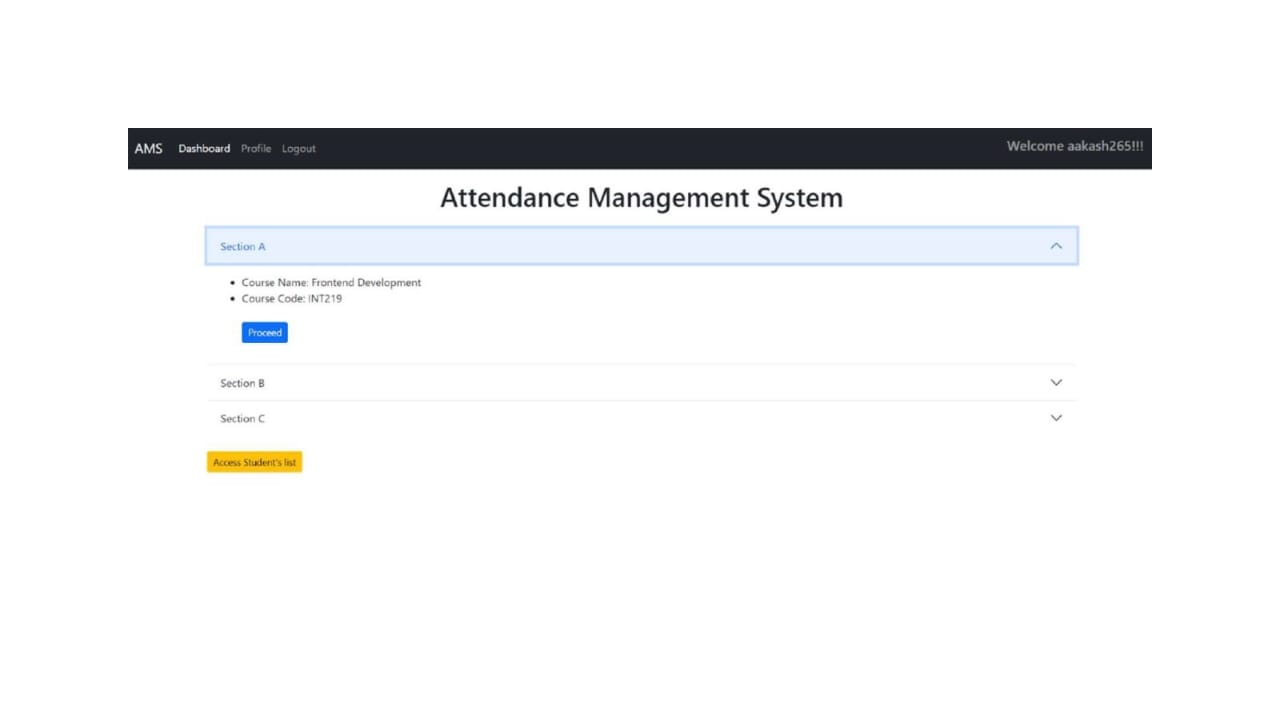 AMS Dashboard Profile Logout Welcome aakash265!!!
Attendance Management System
Section A
• Course Name: Frontend Development
• Course Code: INT219
Proceed
Section B
Section C
Access Student's list